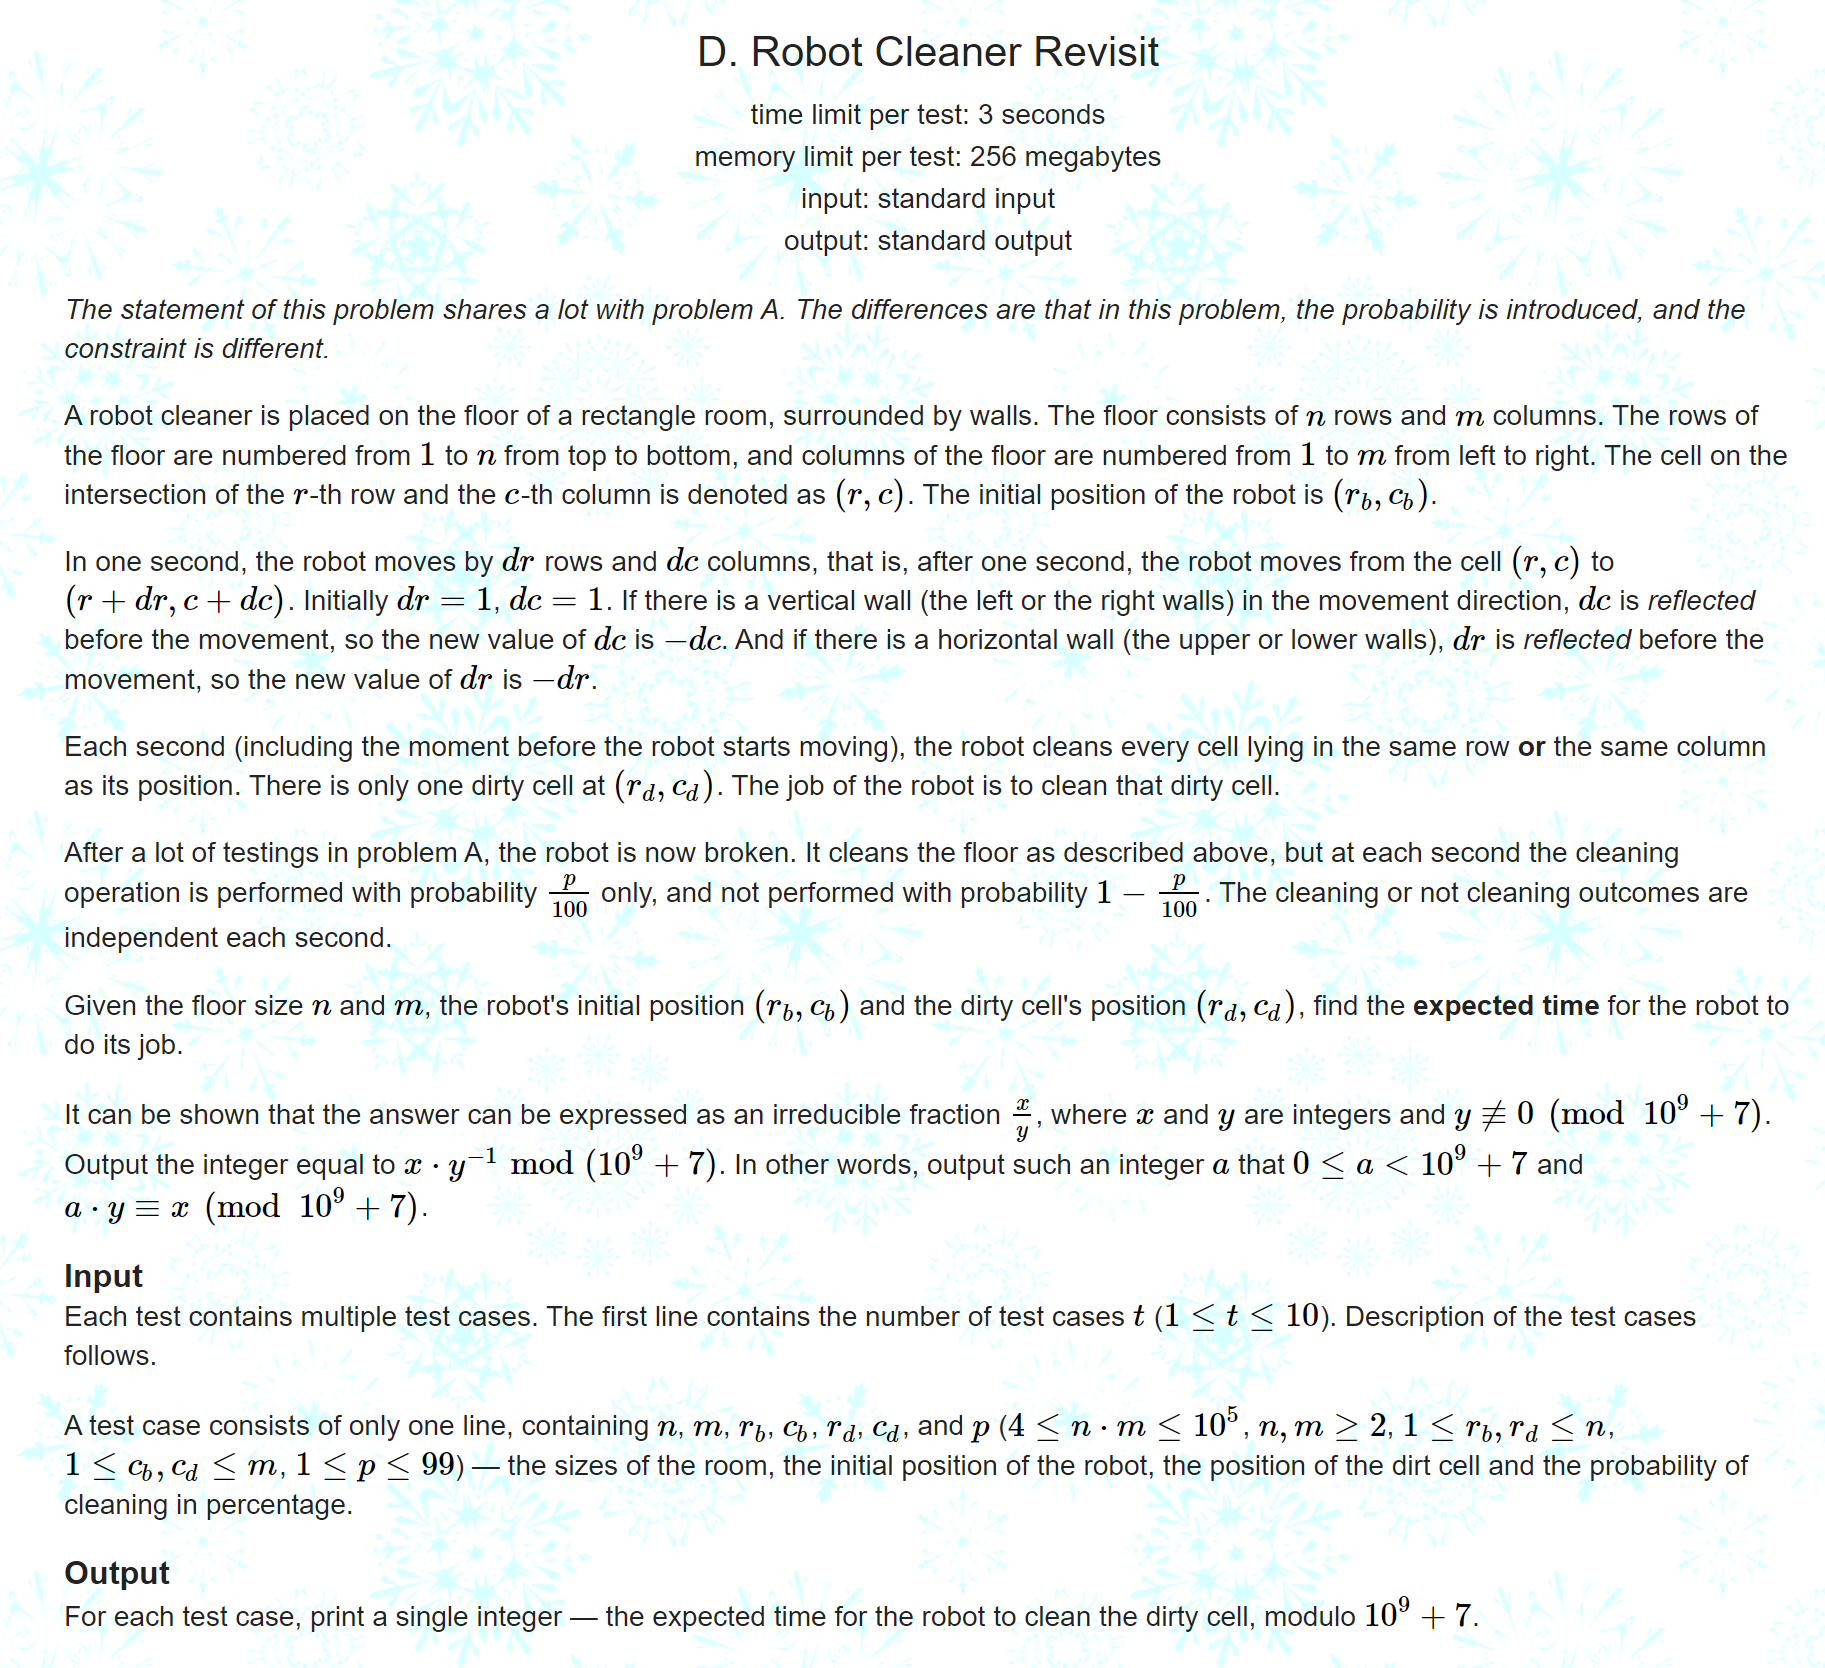 D. Robot Cleaner Revisit
time limit per test: 3 seconds
memory limit per test: 256 megabytes
input: standard input
output: standard output
The statement of this problem shares a lot with problem A. The differences are that in this problem, the probability is introduced, and the
constraint is different.
A robot cleaner is placed on the floor of a rectangle room, surrounded by walls. The floor consists of n rows and m columns. The rows of
the floor are numbered from 1 to n from top to bottom, and columns of the floor are numbered from 1 to m from left to right. The cell on the
intersection of the r-th row and the c-th column is denoted as (r, c). The initial position of the robot is (r_b, c_b).
In one second, the robot moves by dr rows and dc columns, that is, after one second, the robot moves from the cell (r, c) to
(r + dr, c + dc). Initially dr = 1, dc = 1. If there is a vertical wall (the left or the right walls) in the movement direction, dc is reflected
before the movement, so the new value of dc is −dc. And if there is a horizontal wall (the upper or lower walls), dr is reflected before the
movement, so the new value of dr is −dr.
Each second (including the moment before the robot starts moving), the robot cleans every cell lying in the same row or the same column
as its position. There is only one dirty cell at (r_d, c_d). The job of the robot is to clean that dirty cell.
After a lot of testings in problem A, the robot is now broken. It cleans the floor as described above, but at each second the cleaning
operation is performed with probability p/100 only, and not performed with probability 1 − p/100. The cleaning or not cleaning outcomes are
independent each second.
Given the floor size n and m, the robot's initial position (r_b, c_b) and the dirty cell's position (r_d, c_d), find the expected time for the robot to
do its job.
It can be shown that the answer can be expressed as an irreducible fraction x/y, where x and y are integers and y ≢ 0 (mod 10^9 + 7).
Output the integer equal to x · y^−1 mod (10^9 + 7). In other words, output such an integer a that 0 ≤ a < 10^9 + 7 and
a · y ≡ x (mod 10^9 + 7).
Input
Each test contains multiple test cases. The first line contains the number of test cases t (1 ≤ t ≤ 10). Description of the test cases
follows.
A test case consists of only one line, containing n, m, r_b, c_b, r_d, c_d, and p (4 ≤ n · m ≤ 10^5, n, m ≥ 2, 1 ≤ r_b, r_d ≤ n,
1 ≤ c_b, c_d ≤ m, 1 ≤ p ≤ 99) — the sizes of the room, the initial position of the robot, the position of the dirt cell and the probability of
cleaning in percentage.
Output
For each test case, print a single integer — the expected time for the robot to clean the dirty cell, modulo 10^9 + 7.